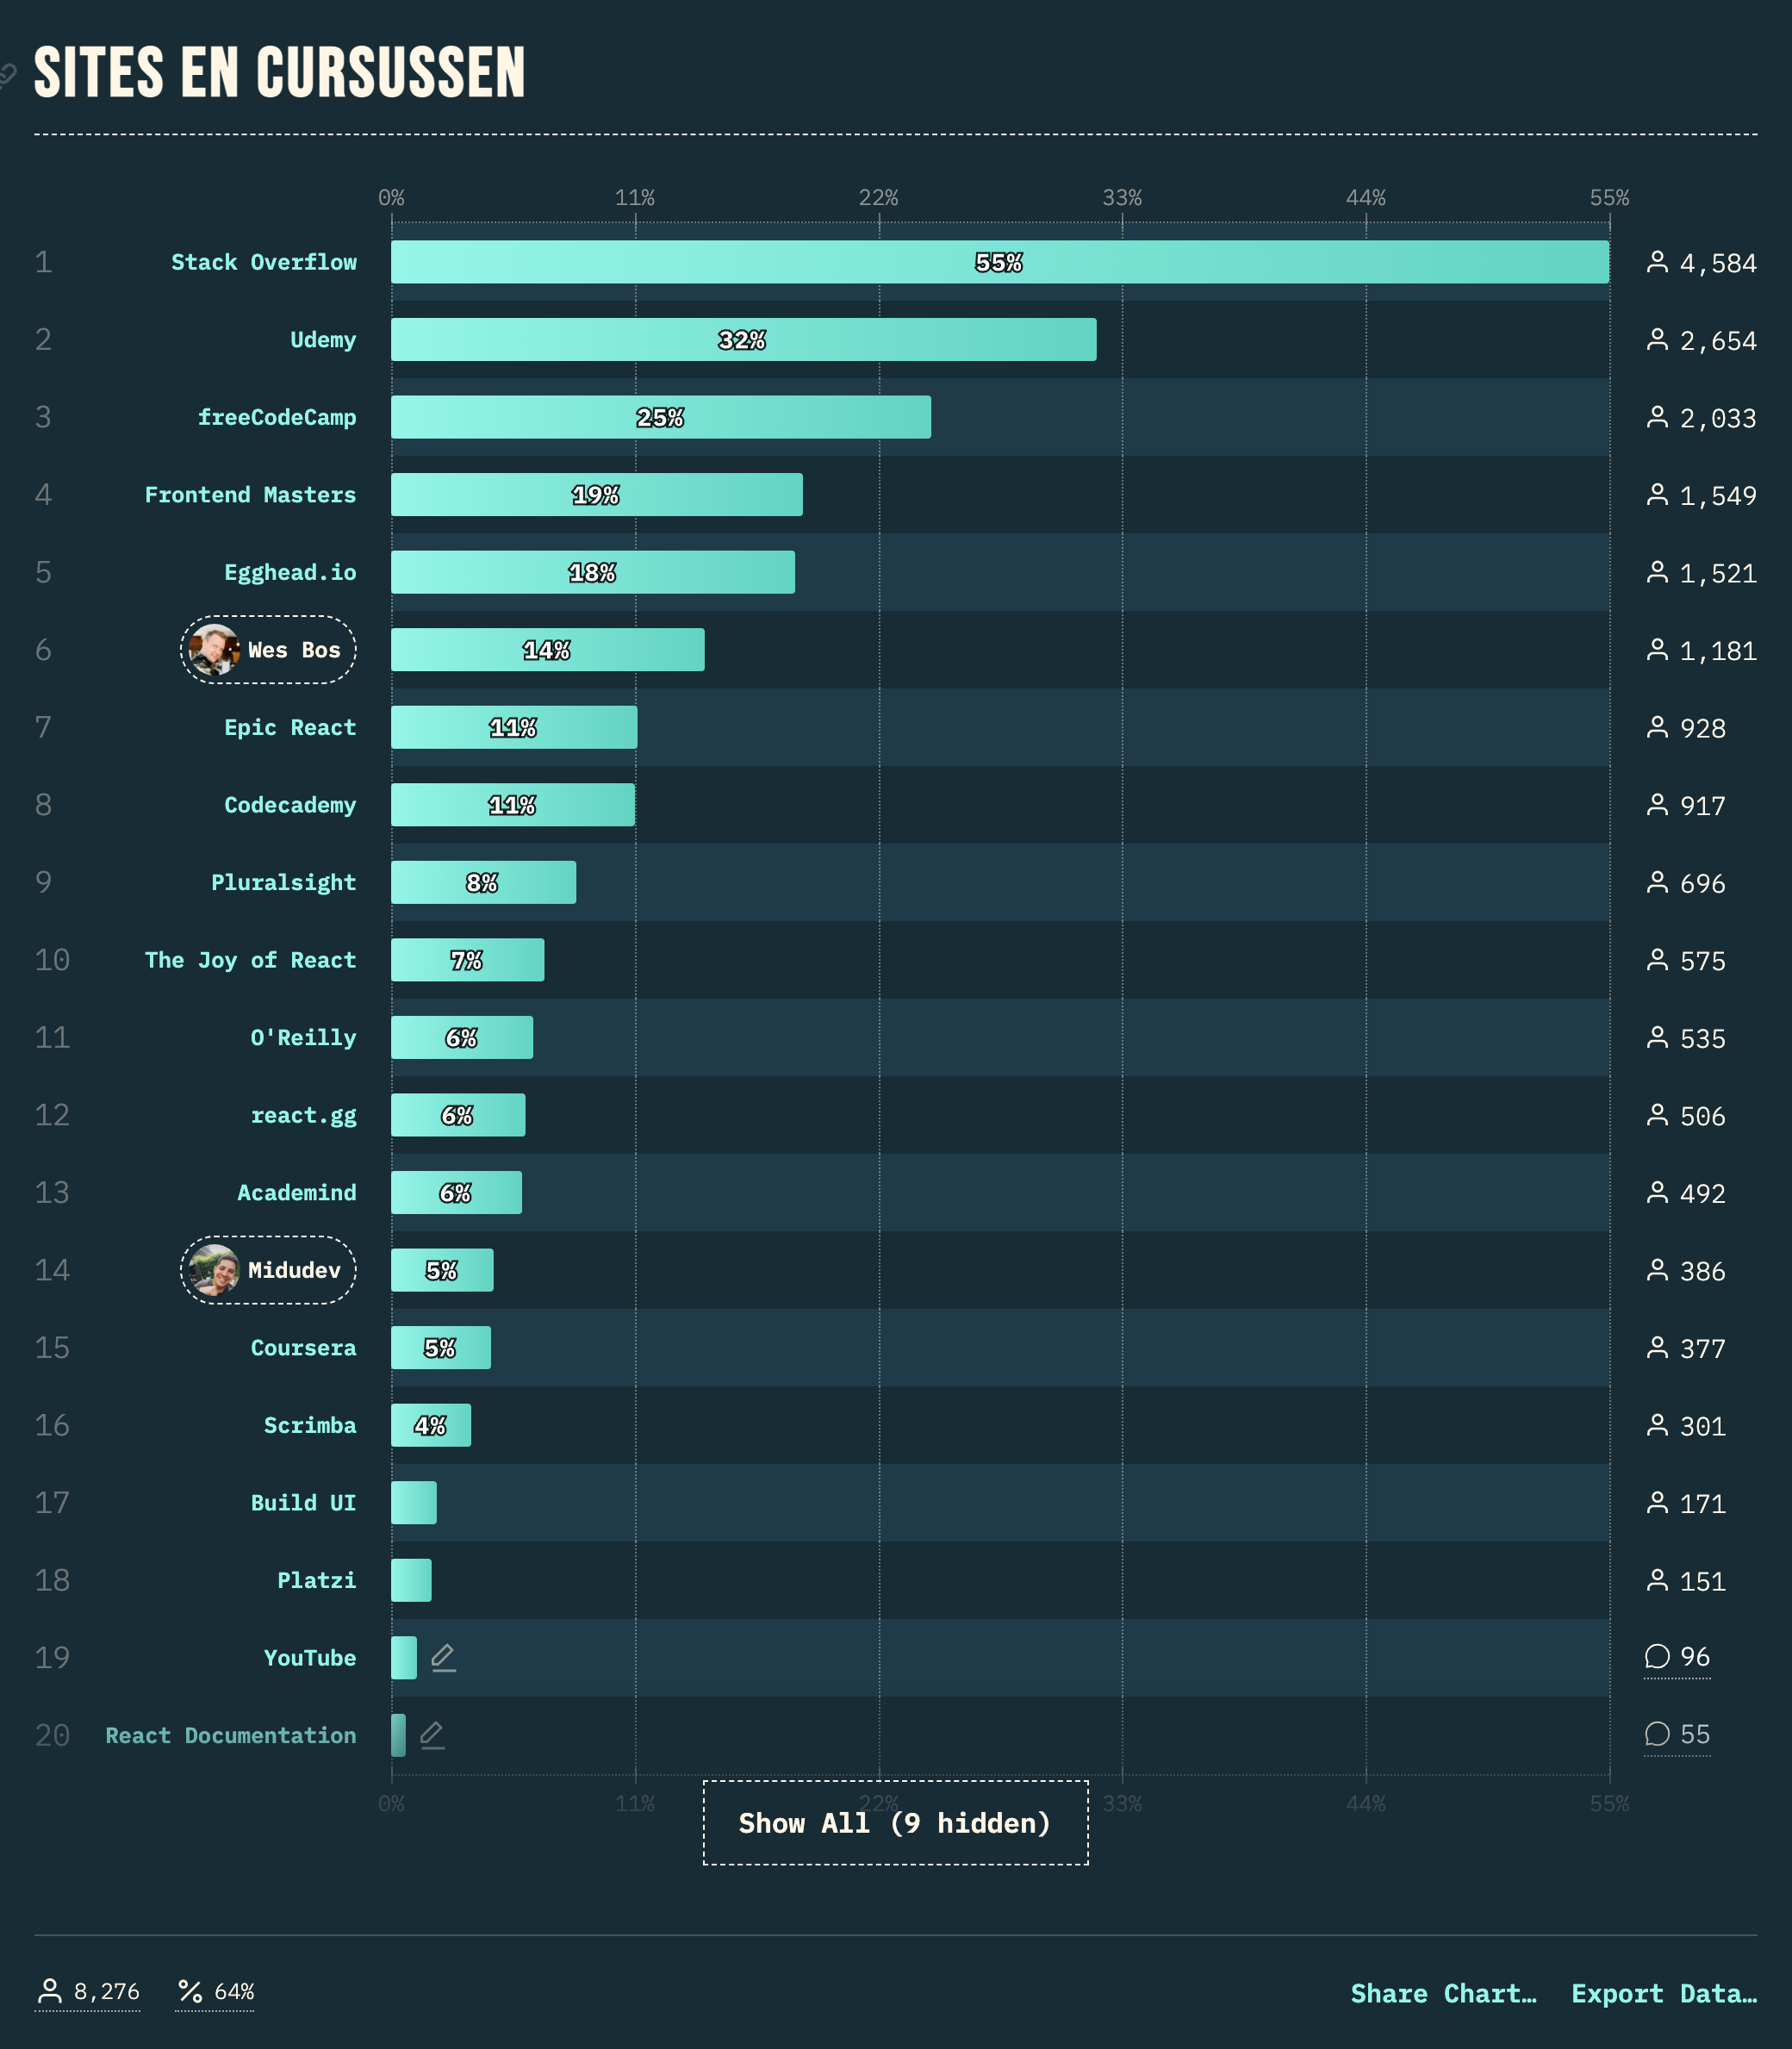 SITES EN CURSUSSEN
0% 11% 22% 33% 44% 55%
1 Stack Overflow 55% 4,584
2 Udemy 32% 2,654
3 freeCodeCamp 25% 2,033
4 Frontend Masters 19% 1,549
5 Egghead.io 18% 1,521
6 Wes Bos 14% 1,181
7 Epic React 11% 928
8 Codecademy 11% 917
9 Pluralsight 8% 696
10 The Joy of React 7% 575
11 O'Reilly 6% 535
12 react.gg 6% 506
13 Academind 6% 492
14 Midudev 5% 386
15 Coursera 5% 377
16 Scrimba 4% 301
17 Build UI 171
18 Platzi 151
19 YouTube 96
20 React Documentation 55
0% 11% 22% 33% 44% 55%
Show All (9 hidden)
8,276 64% Share Chart… Export Data…